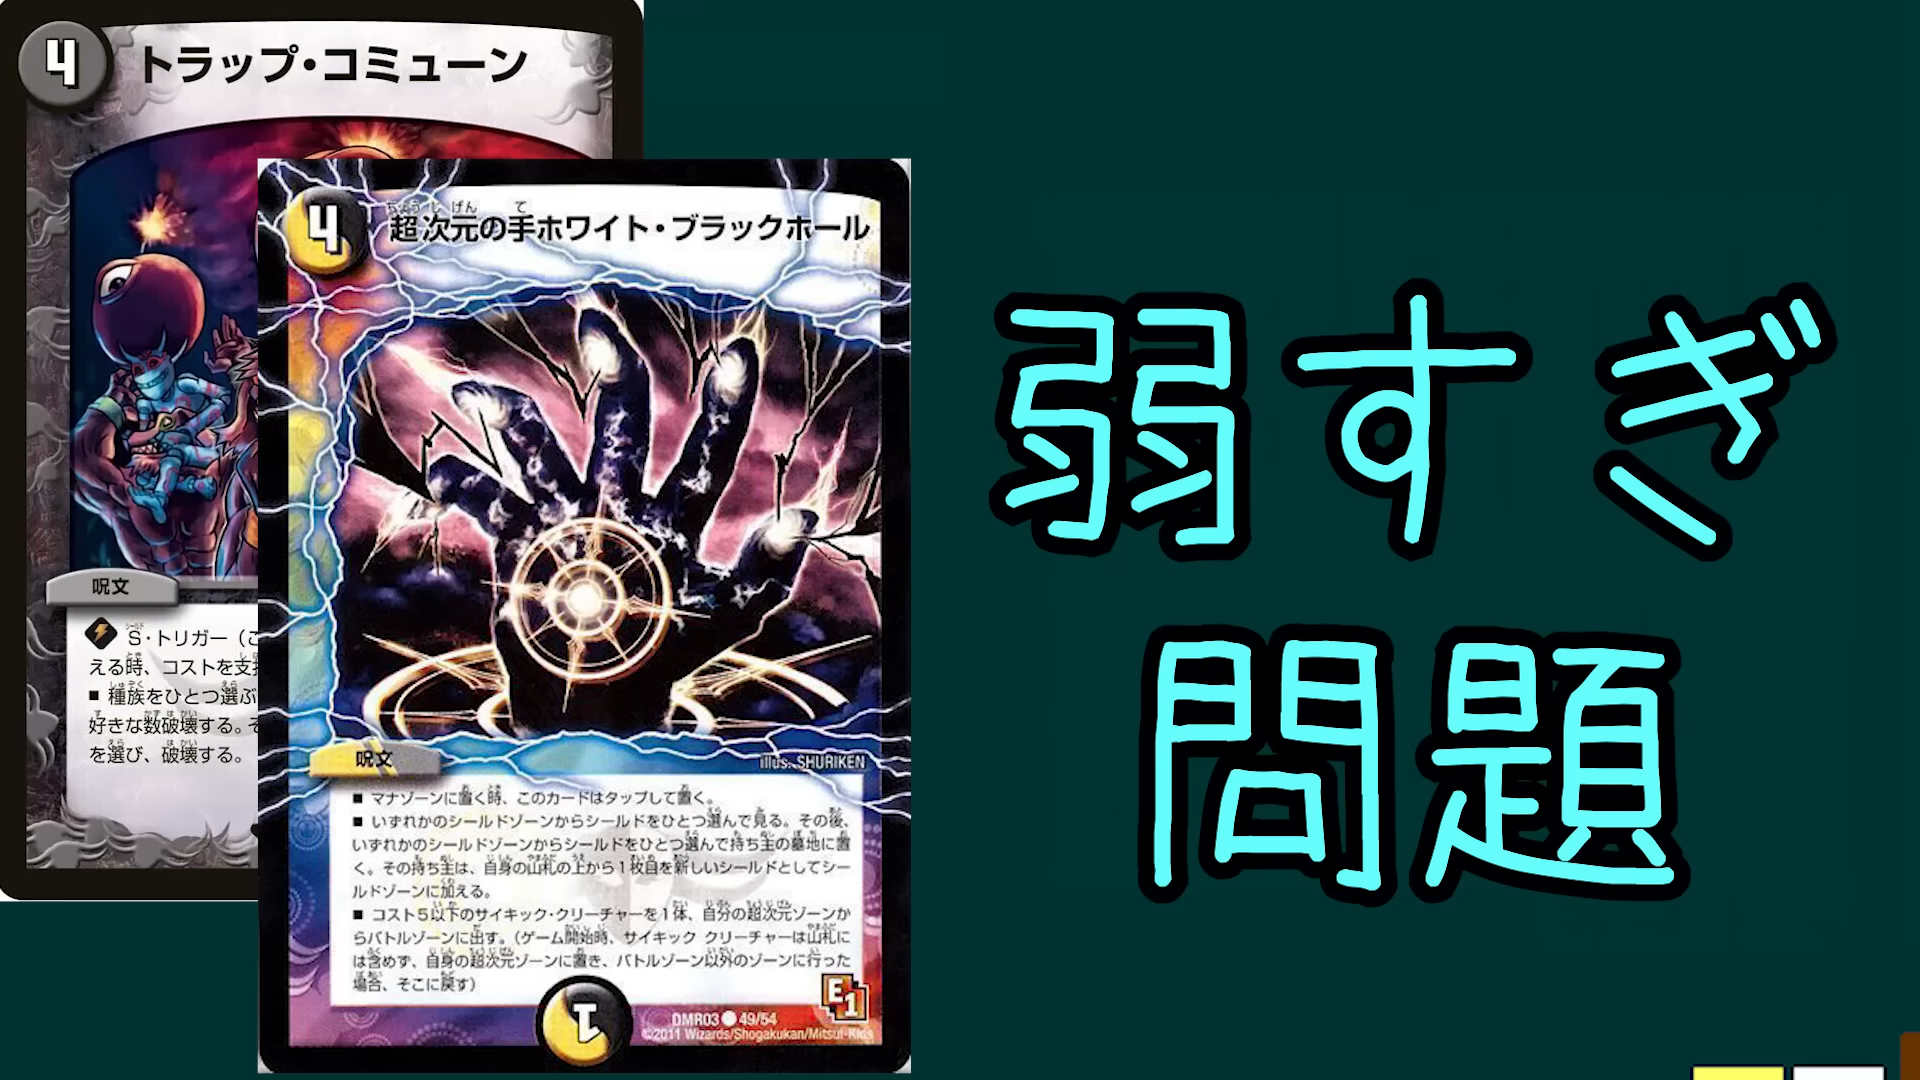 4
トラップ・コミューン
呪文
S・トリガー（こ
える時、コストを支
■ 種族をひとつ選ぶ
好きな数破壊する。そ
を選び、破壊する。
4
超次元の手ホワイト・ブラックホール
呪文
illus. SHURIKEN
■ マナゾーンに置く時、このカードはタップして置く。
■ いずれかのシールドゾーンからシールドをひとつ選んで見る。その後、
いずれかのシールドゾーンからシールドをひとつ選んで持ち主の墓地に置
く。その持ち主は、自身の山札の上から1枚目を新しいシールドとしてシー
ルドゾーンに加える。
■ コスト5以下のサイキック・クリーチャーを1体、自分の超次元ゾーンか
らバトルゾーンに出す。（ゲーム開始時、サイキック クリーチャーは山札に
は含めず、自身の超次元ゾーンに置き、バトルゾーン以外のゾーンに行った
場合、そこに戻す）
E1
1
DMR03 49/54
©2011 Wizards/Shogakukan/Mitsui-Kids
弱すぎ
問題